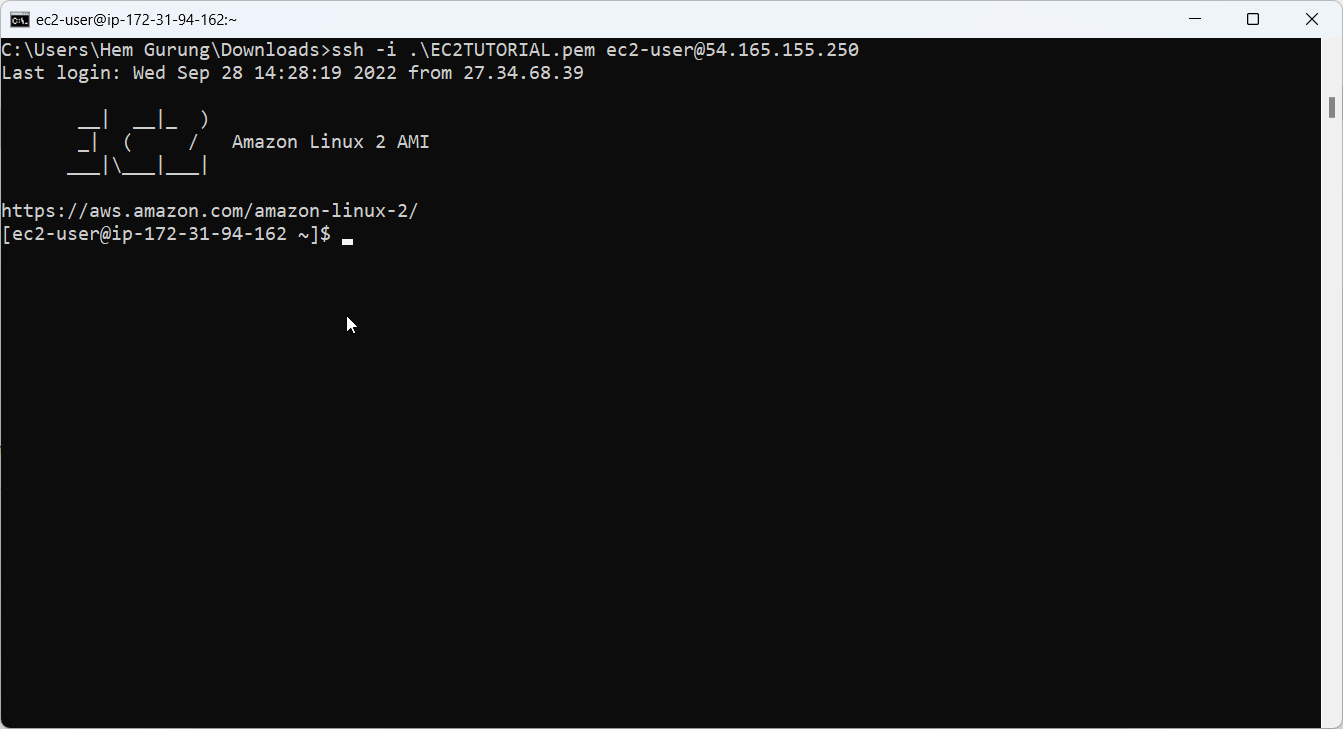 ec2-user@ip-172-31-94-162:~
C:\Users\Hem Gurung\Downloads>ssh -i .\EC2TUTORIAL.pem ec2-user@54.165.155.250
Last login: Wed Sep 28 14:28:19 2022 from 27.34.68.39
       __|  __|_  )
       _|  (     /   Amazon Linux 2 AMI
      ___|\___|___|
https://aws.amazon.com/amazon-linux-2/
[ec2-user@ip-172-31-94-162 ~]$